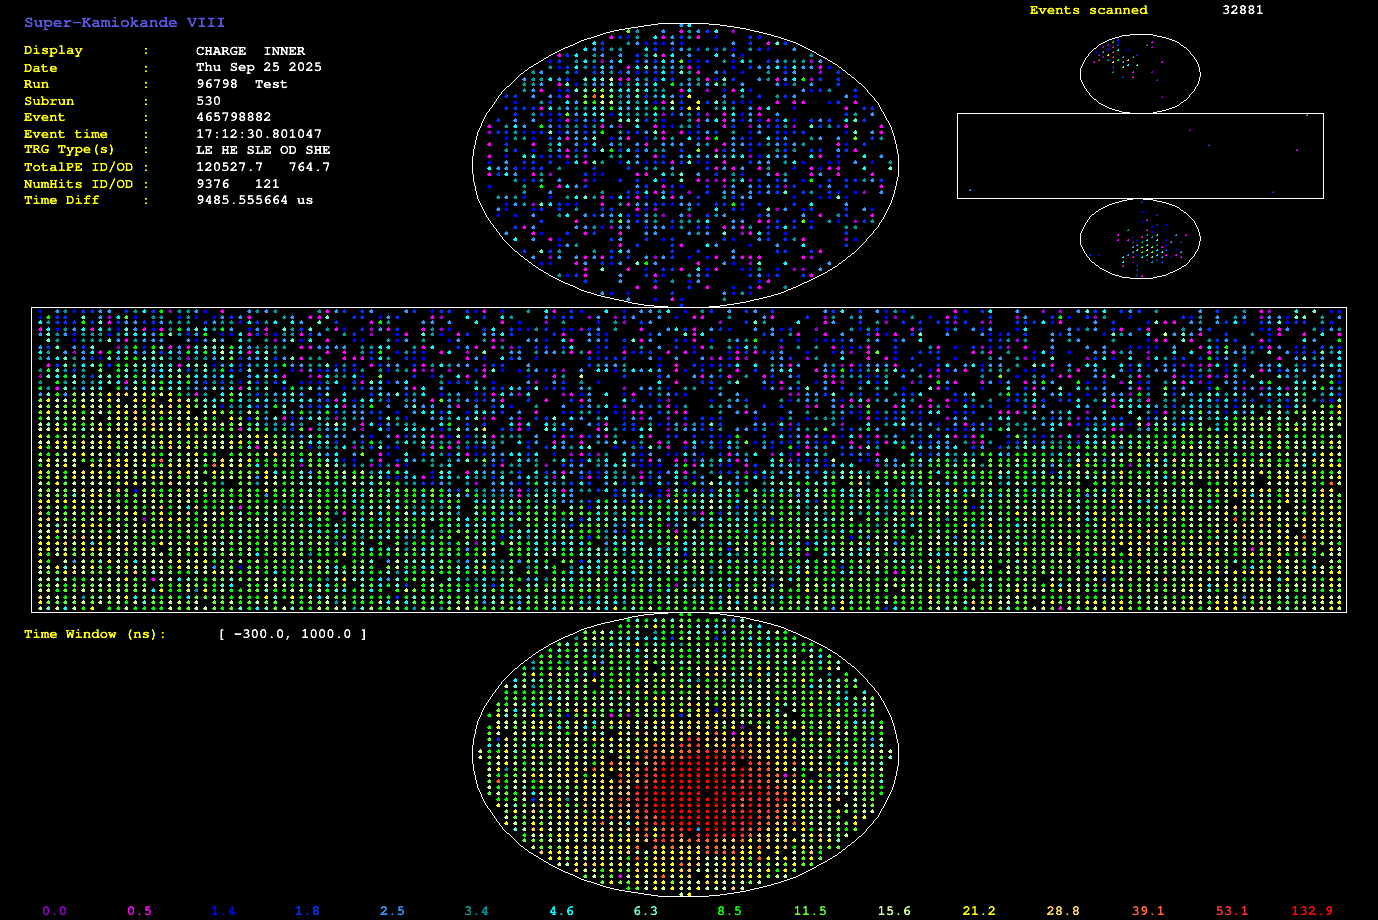 Super-Kamiokande VIII
Events scanned 32881
Display : CHARGE INNER
Date : Thu Sep 25 2025
Run : 96798 Test
Subrun : 530
Event : 465798882
Event time : 17:12:30.801047
TRG Type(s) : LE HE SLE OD SHE
TotalPE ID/OD : 120527.7 764.7
NumHits ID/OD : 9376 121
Time Diff : 9485.555664 us
Time Window (ns): [ -300.0, 1000.0 ]
0.0 0.5 1.4 1.8 2.5 3.4 4.6 6.3 8.5 11.5 15.6 21.2 28.8 39.1 53.1 132.9